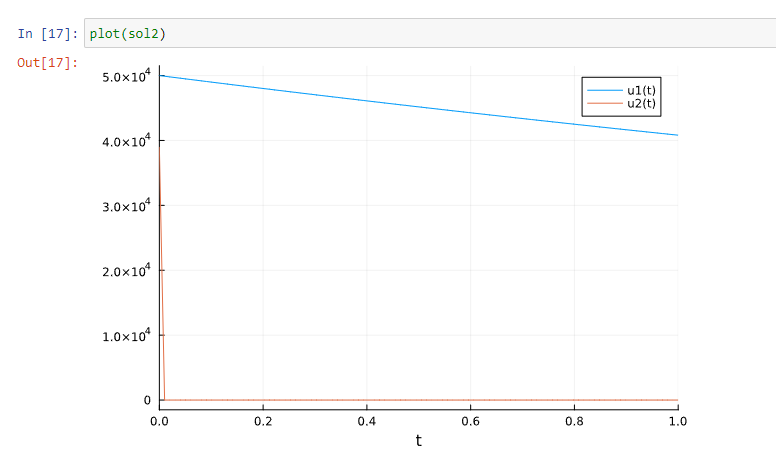 In [17]: plot(sol2)
Out[17]:
u1(t)
u2(t)
5.0×10⁴
4.0×10⁴
3.0×10⁴
2.0×10⁴
1.0×10⁴
0
0.0 0.2 0.4 0.6 0.8 1.0
t